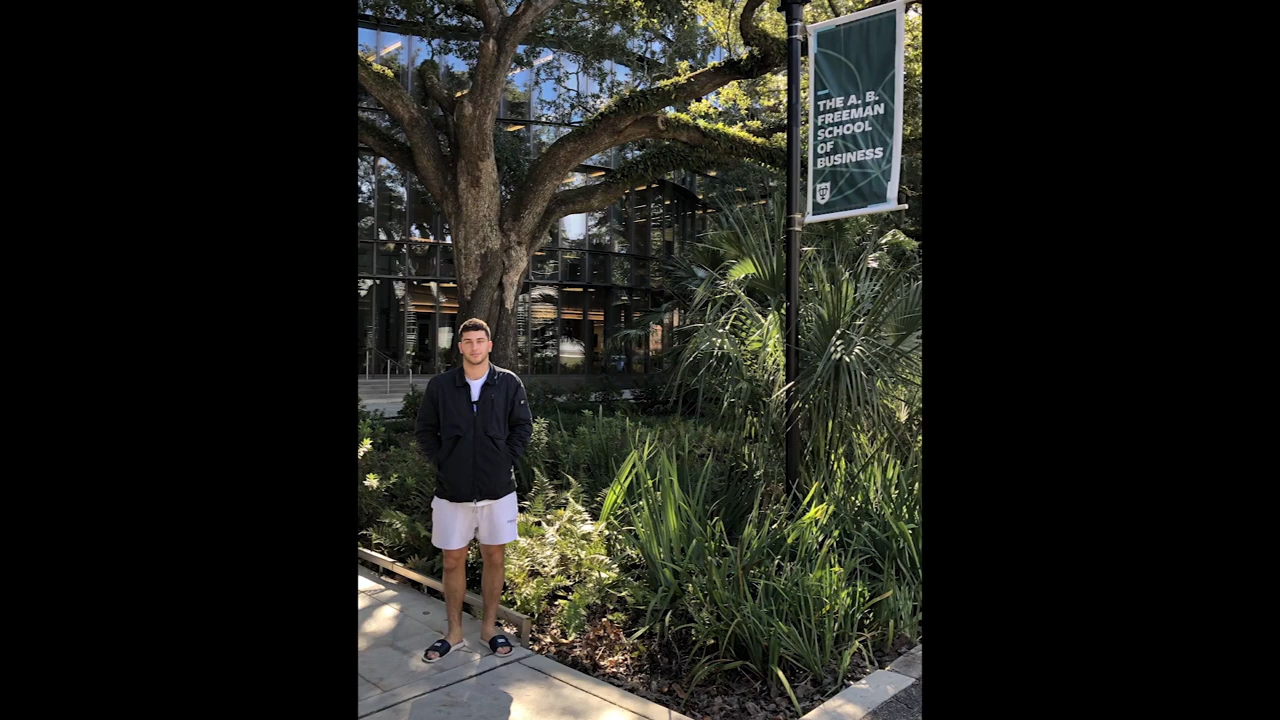 THE A. B.
FREEMAN
SCHOOL
OF
BUSINESS